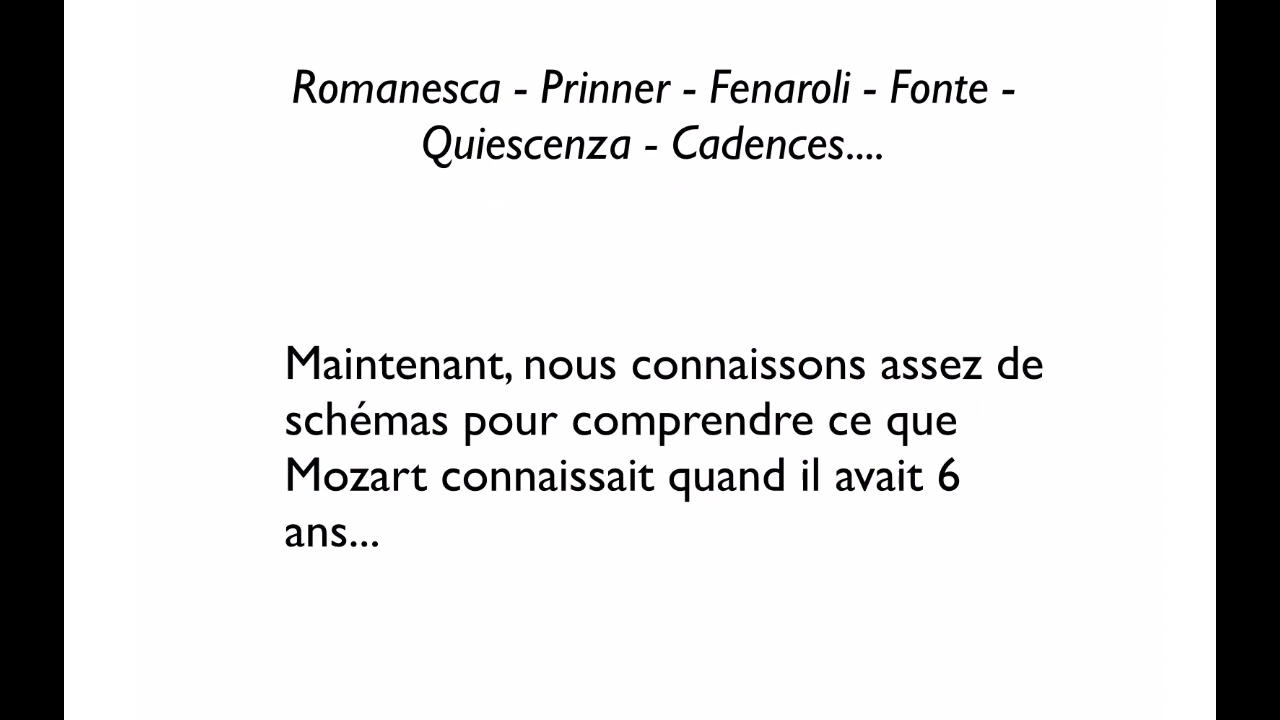 Romanesca - Prinner - Fenaroli - Fonte -
Quiescenza - Cadences....
Maintenant, nous connaissons assez de
schémas pour comprendre ce que
Mozart connaissait quand il avait 6
ans...